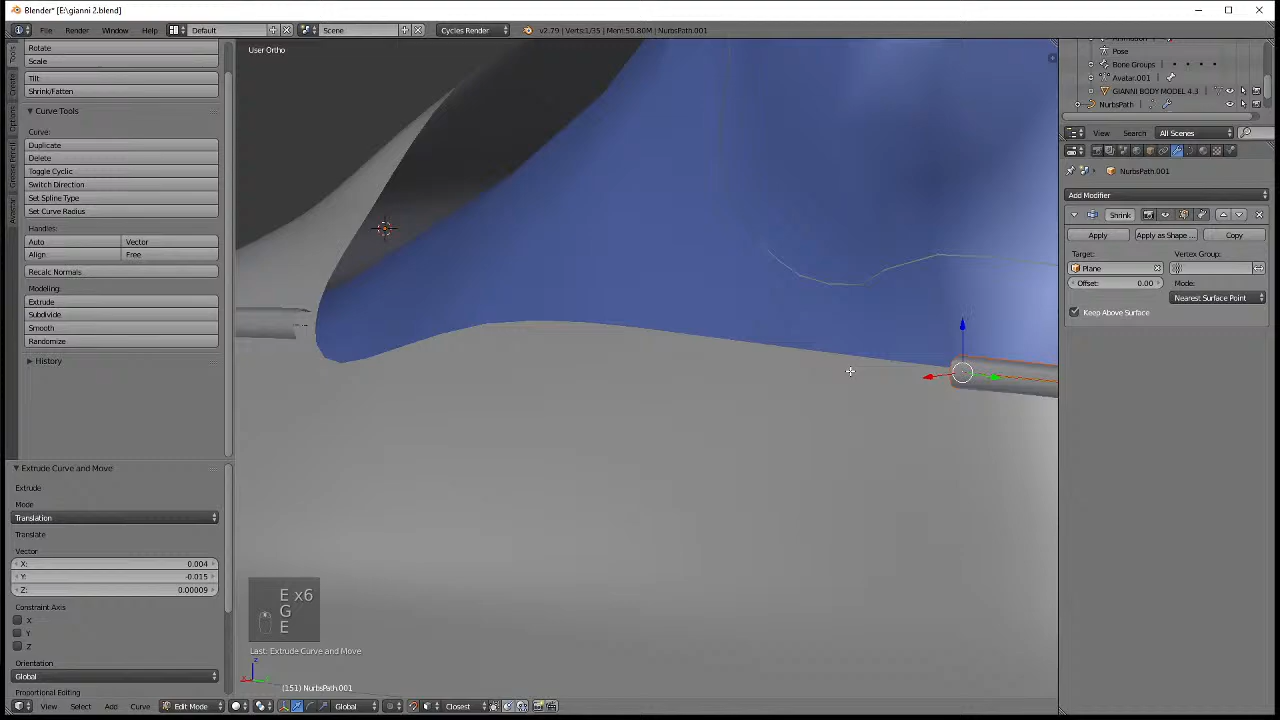 Blender* [E:\gianni 2.blend]
File Render Window Help Default Scene Cycles Render v2.79 | Verts:1/35 | Mem:50.80M | NurbsPath.001
Tools
Create
Options
Grease Pencil
Avastar
Rotate
Scale
Tilt
Shrink/Fatten
Curve Tools
Curve:
Duplicate
Delete
Toggle Cyclic
Switch Direction
Set Spline Type
Set Curve Radius
Handles:
Auto Vector
Align Free
Recalc Normals
Modeling:
Extrude
Subdivide
Smooth
Randomize
History
Extrude Curve and Move
Extrude
Mode
Translation
Translate
Vector
X: 0.004
Y: -0.015
Z: 0.00009
Constraint Axis
X
Y
Z
Orientation
Global
Proportional Editing
User Ortho
E x6
G
E
Last: Extrude Curve and Move
z
x
(151) NurbsPath.001
View Select Add Curve Edit Mode Global Closest
Pose
Bone Groups
Avatar.001
GIANNI BODY MODEL 4.3
NurbsPath
View Search All Scenes
NurbsPath.001
Add Modifier
Shrink
Apply Apply as Shape ... Copy
Target: Vertex Group:
Plane
Offset: 0.00 Mode:
Nearest Surface Point
Keep Above Surface